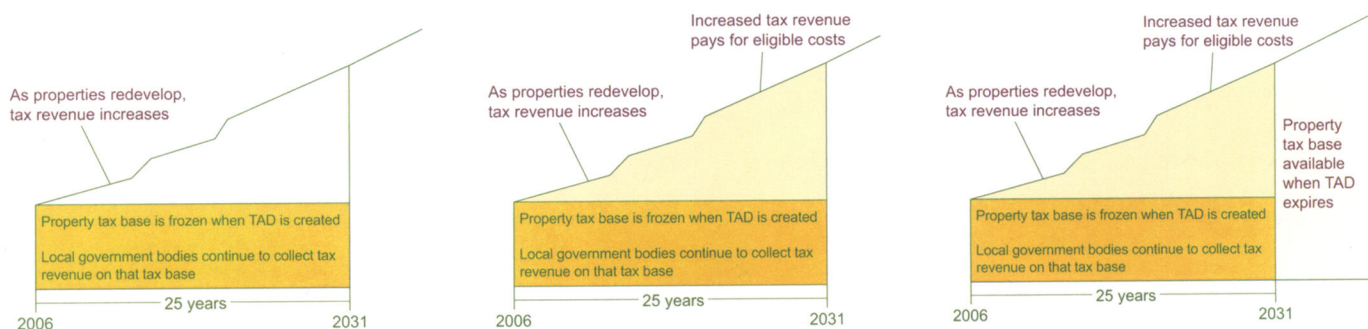 As properties redevelop,
tax revenue increases
Property tax base is frozen when TAD is created
Local government bodies continue to collect tax
revenue on that tax base
25 years
2006
2031
Increased tax revenue
pays for eligible costs
As properties redevelop,
tax revenue increases
Property tax base is frozen when TAD is created
Local government bodies continue to collect tax
revenue on that tax base
25 years
2006
2031
Increased tax revenue
pays for eligible costs
As properties redevelop,
tax revenue increases
Property
tax base
available
when TAD
expires
Property tax base is frozen when TAD is created
Local government bodies continue to collect tax
revenue on that tax base
25 years
2006
2031